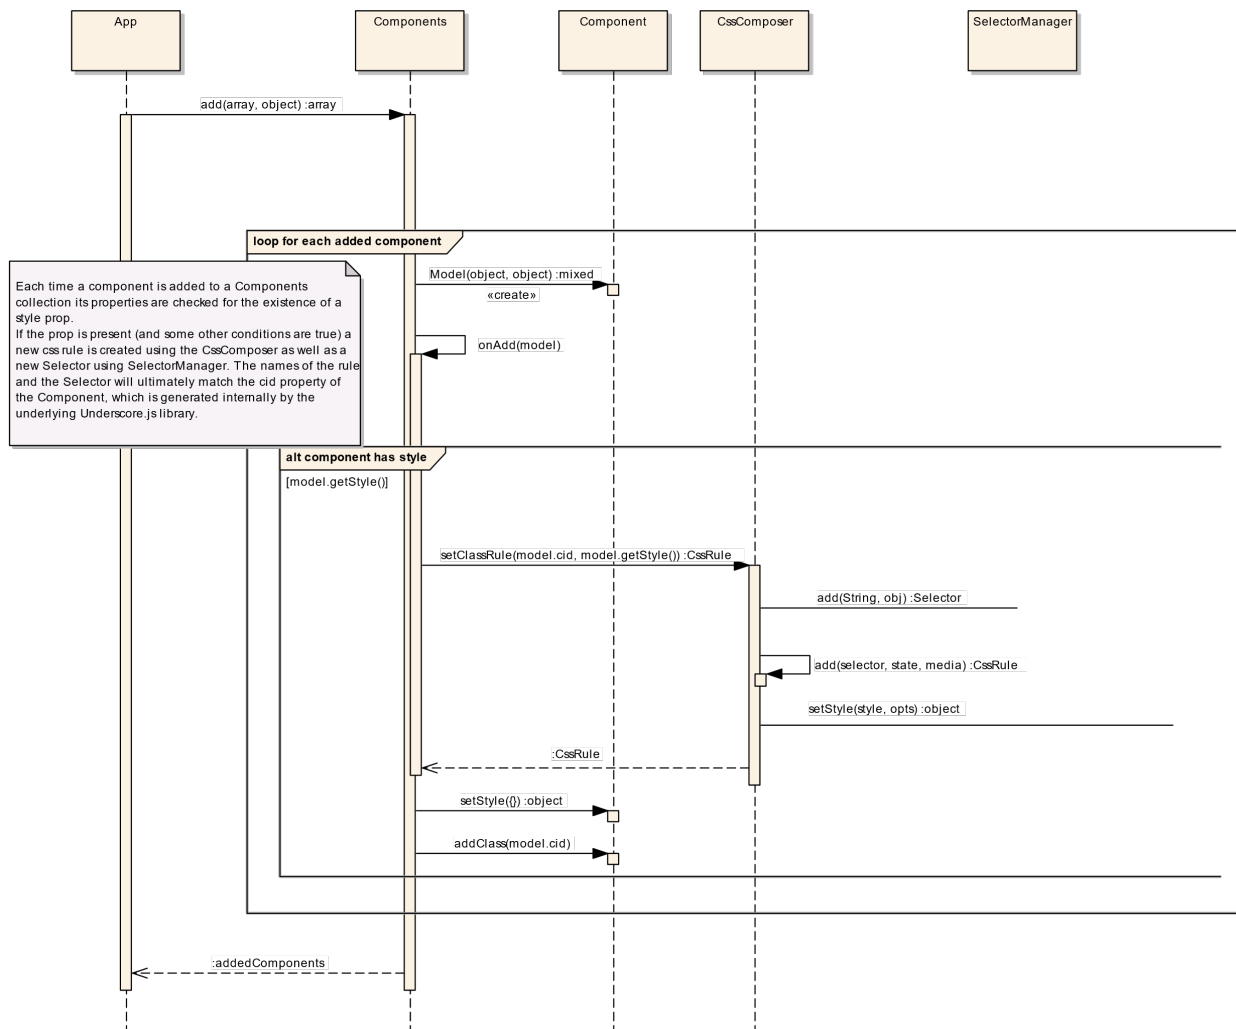 App
Components
Component
CssComposer
SelectorManager
add(array, object) :array
loop for each added component
Model(object, object) :mixed
«create»
Each time a component is added to a Components
collection its properties are checked for the existence of a
style prop.
If the prop is present (and some other conditions are true) a
new css rule is created using the CssComposer as well as a
new Selector using SelectorManager. The names of the rule
and the Selector will ultimately match the cid property of
the Component, which is generated internally by the
underlying Underscore.js library.
onAdd(model)
alt component has style
[model.getStyle()]
setClassRule(model.cid, model.getStyle()) :CssRule
add(String, obj) :Selector
add(selector, state, media) :CssRule
setStyle(style, opts) :object
:CssRule
setStyle({}) :object
addClass(model.cid)
:addedComponents